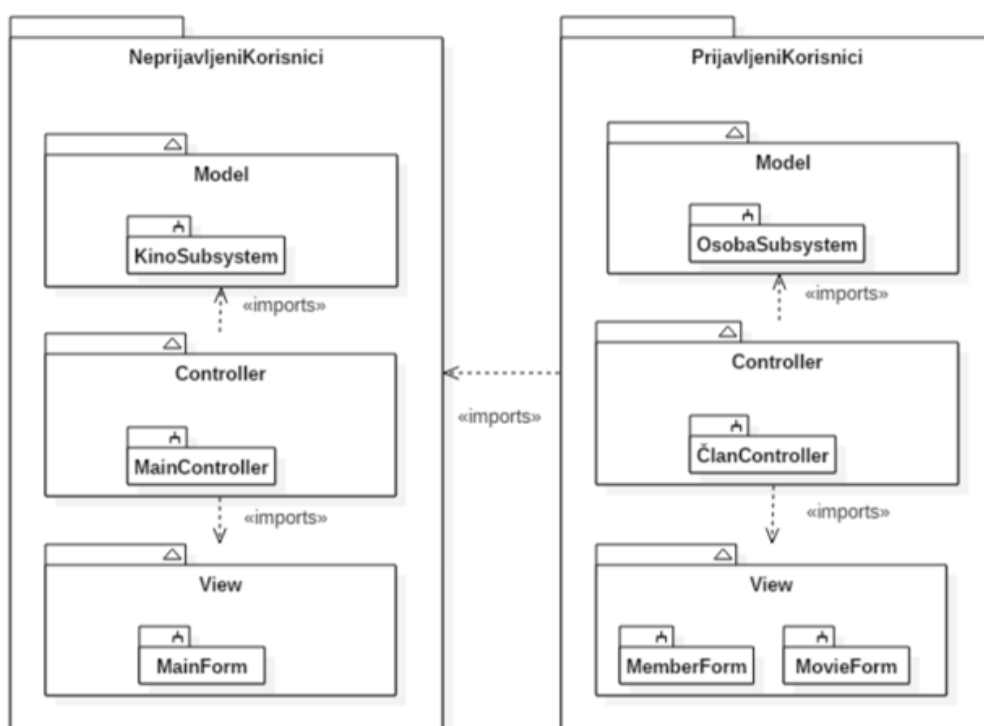 NeprijavljeniKorisnici
Model
KinoSubsystem
«imports»
Controller
MainController
«imports»
View
MainForm
«imports»
PrijavljeniKorisnici
Model
OsobaSubsystem
«imports»
Controller
ČlanController
«imports»
View
MemberForm
MovieForm